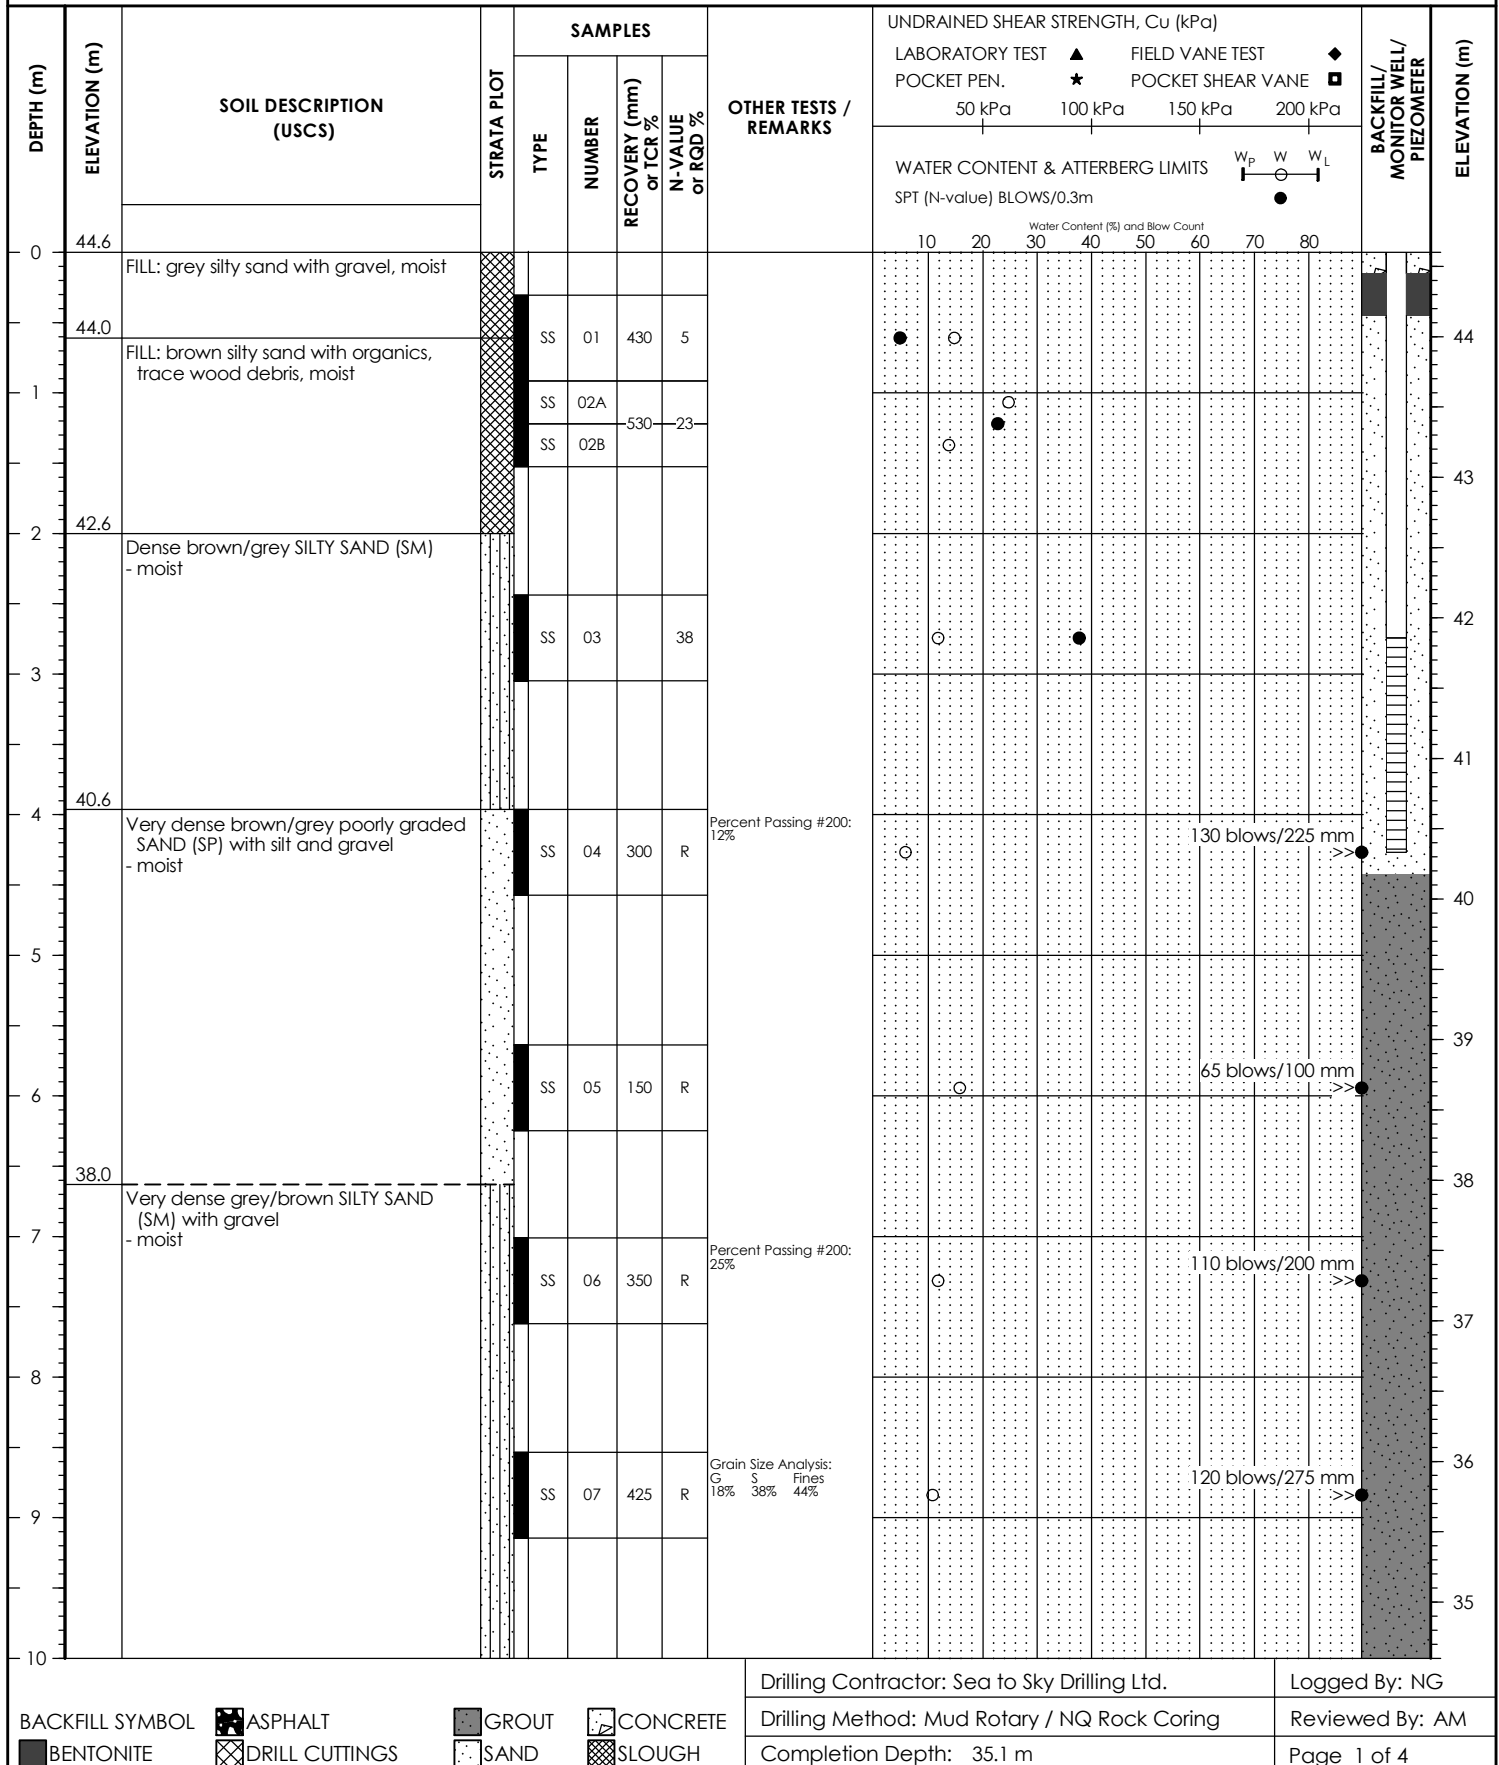 DEPTH (m)
ELEVATION (m)
SOIL DESCRIPTION
(USCS)
STRATA PLOT
SAMPLES
TYPE
NUMBER
RECOVERY (mm)
or TCR %
N-VALUE
or RQD %
OTHER TESTS /
REMARKS
UNDRAINED SHEAR STRENGTH, Cu (kPa)
LABORATORY TEST ▲ FIELD VANE TEST ◆
POCKET PEN. ★ POCKET SHEAR VANE
50 kPa 100 kPa 150 kPa 200 kPa
WATER CONTENT & ATTERBERG LIMITS WP W WL
SPT (N-value) BLOWS/0.3m ●
Water Content (%) and Blow Count
10 20 30 40 50 60 70 80
BACKFILL/
MONITOR WELL/
PIEZOMETER
ELEVATION (m)
0 44.6
FILL: grey silty sand with gravel, moist
44.0 SS 01 430 5 44
FILL: brown silty sand with organics,
trace wood debris, moist
1
SS 02A
530 23
SS 02B
43
42.6
2
Dense brown/grey SILTY SAND (SM)
- moist
SS 03 38 42
3
41
40.6
4
Very dense brown/grey poorly graded
SAND (SP) with silt and gravel
- moist
Percent Passing #200:
12%
SS 04 300 R
130 blows/225 mm
>>
40
5
39
65 blows/100 mm
SS 05 150 R >>
6
38.0 38
Very dense grey/brown SILTY SAND
(SM) with gravel
- moist
7
Percent Passing #200:
25%
110 blows/200 mm
SS 06 350 R >>
37
8
Grain Size Analysis:
G S Fines
18% 38% 44%
36
120 blows/275 mm
SS 07 425 R >>
9
35
10
BACKFILL SYMBOL ASPHALT GROUT CONCRETE
BENTONITE DRILL CUTTINGS SAND SLOUGH
Drilling Contractor: Sea to Sky Drilling Ltd.
Logged By: NG
Drilling Method: Mud Rotary / NQ Rock Coring
Reviewed By: AM
Completion Depth: 35.1 m
Page 1 of 4